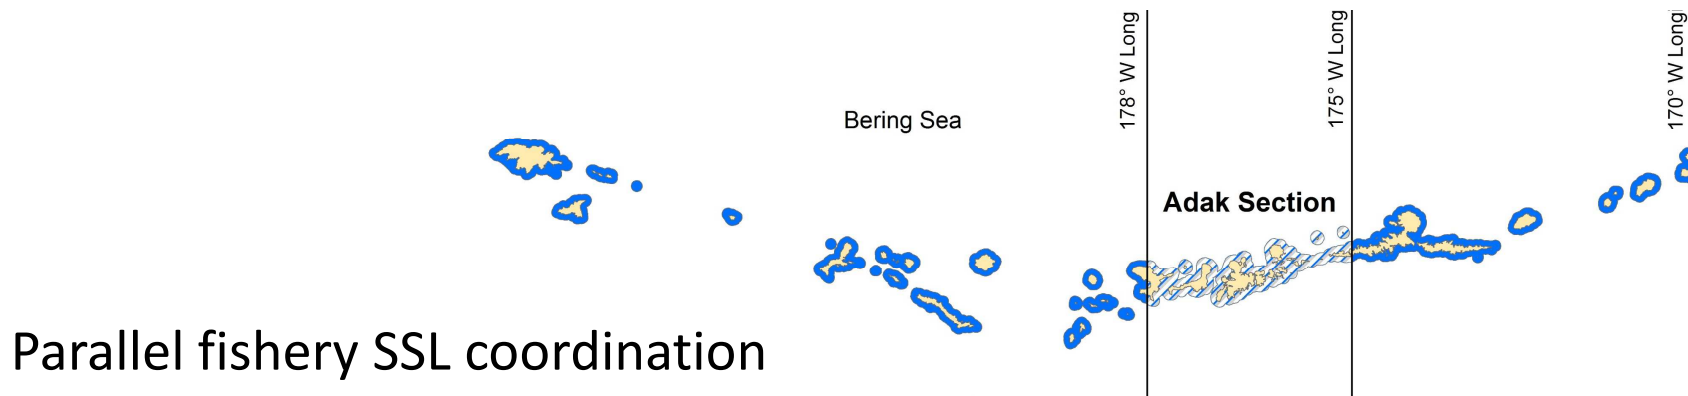 178° W Long
175° W Long
170° W Long
Bering Sea
Adak Section
Parallel fishery SSL coordination